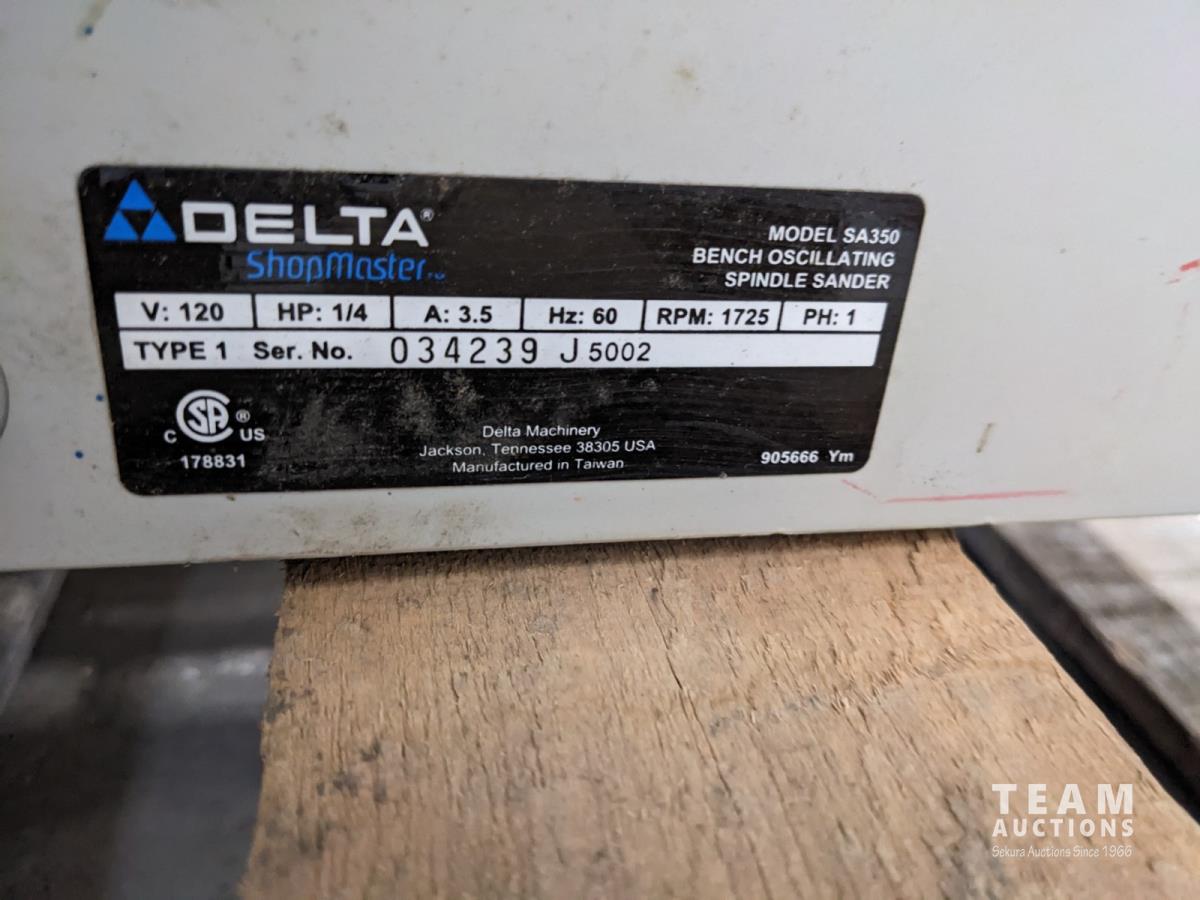 DELTA®
ShopMaster™
MODEL SA350
BENCH OSCILLATING
SPINDLE SANDER
V: 120 HP: 1/4 A: 3.5 Hz: 60 RPM: 1725 PH: 1
TYPE 1 Ser. No. 034239 J 5002
C SA® US
178831
Delta Machinery
Jackson, Tennessee 38305 USA
Manufactured in Taiwan
905666 Ym
TEAM
AUCTIONS
Sekura Auctions Since 1966